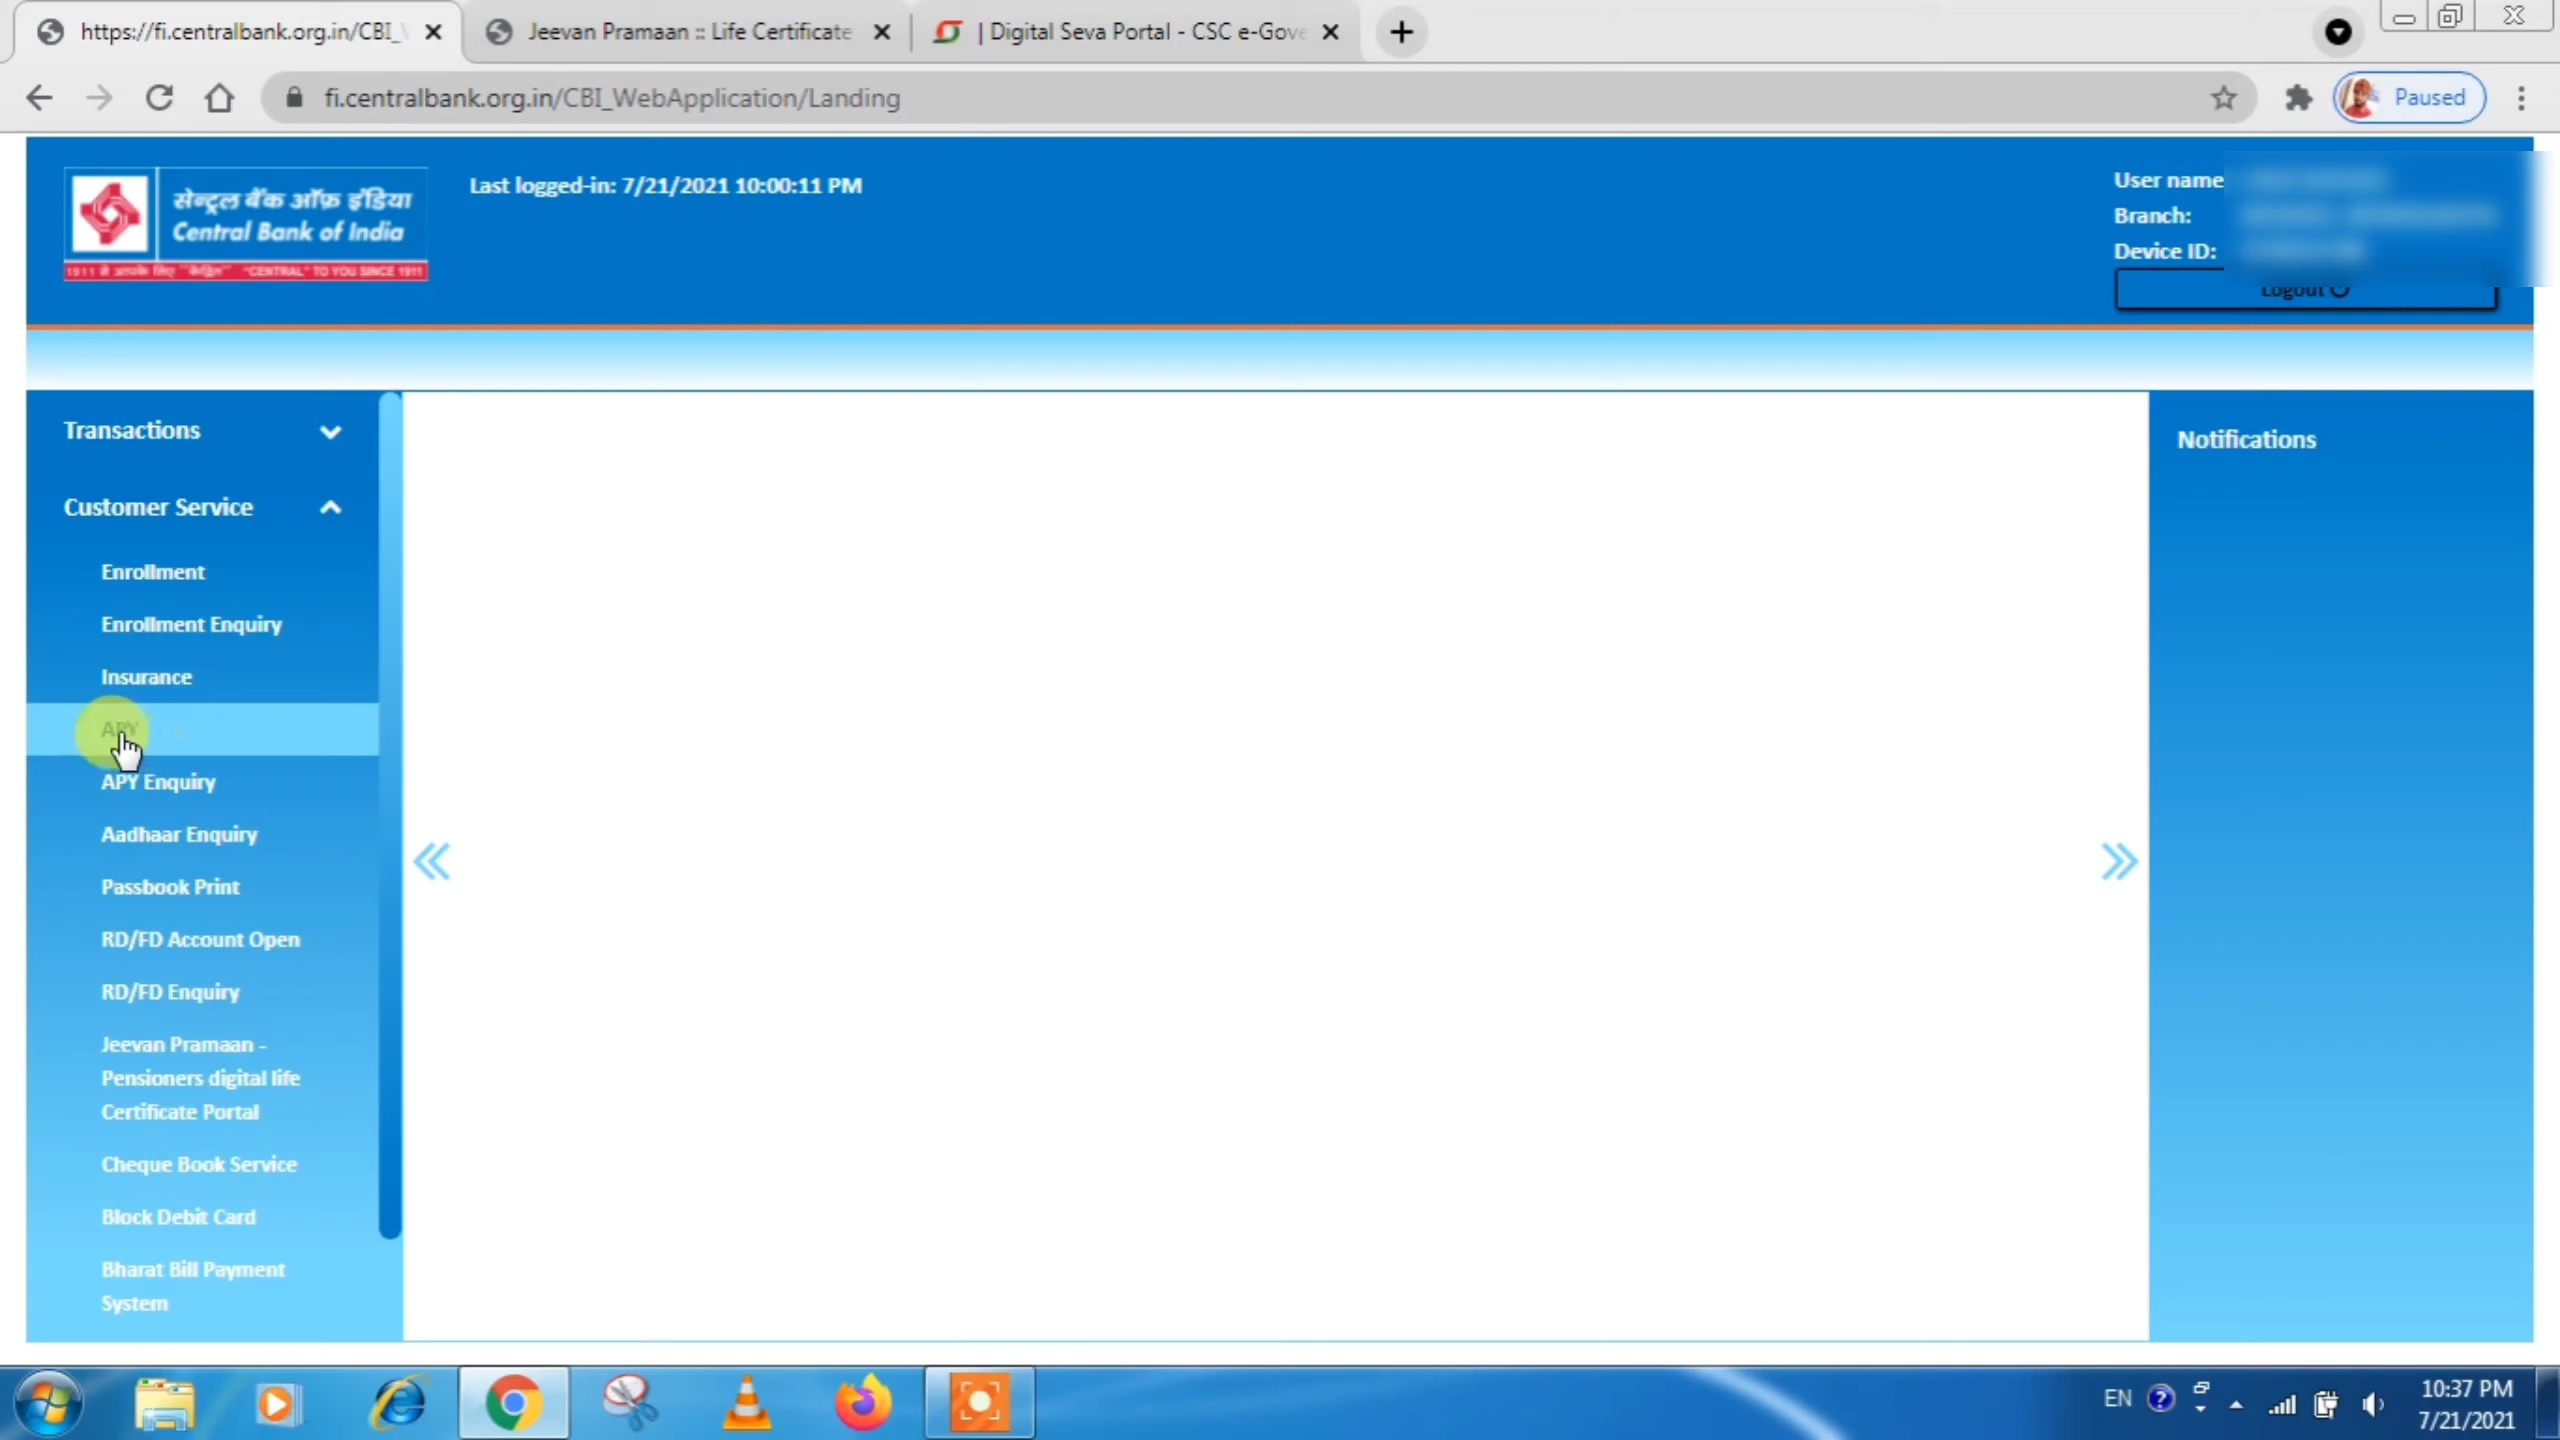 https://fi.centralbank.org.in/CBI_
Jeevan Pramaan :: Life Certificate
| Digital Seva Portal - CSC e-Gove
fi.centralbank.org.in/CBI_WebApplication/Landing
Paused
सेन्ट्रल बैंक ऑफ़ इंडिया
Central Bank of India
"CENTRAL" TO YOU SINCE 1911
Last logged-in: 7/21/2021 10:00:11 PM
User name
Branch:
Device ID:
Logout
Transactions
Customer Service
Enrollment
Enrollment Enquiry
Insurance
APY
APY Enquiry
Aadhaar Enquiry
Passbook Print
RD/FD Account Open
RD/FD Enquiry
Jeevan Pramaan -
Pensioners digital life
Certificate Portal
Cheque Book Service
Block Debit Card
Bharat Bill Payment
System
Notifications
EN
10:37 PM
7/21/2021